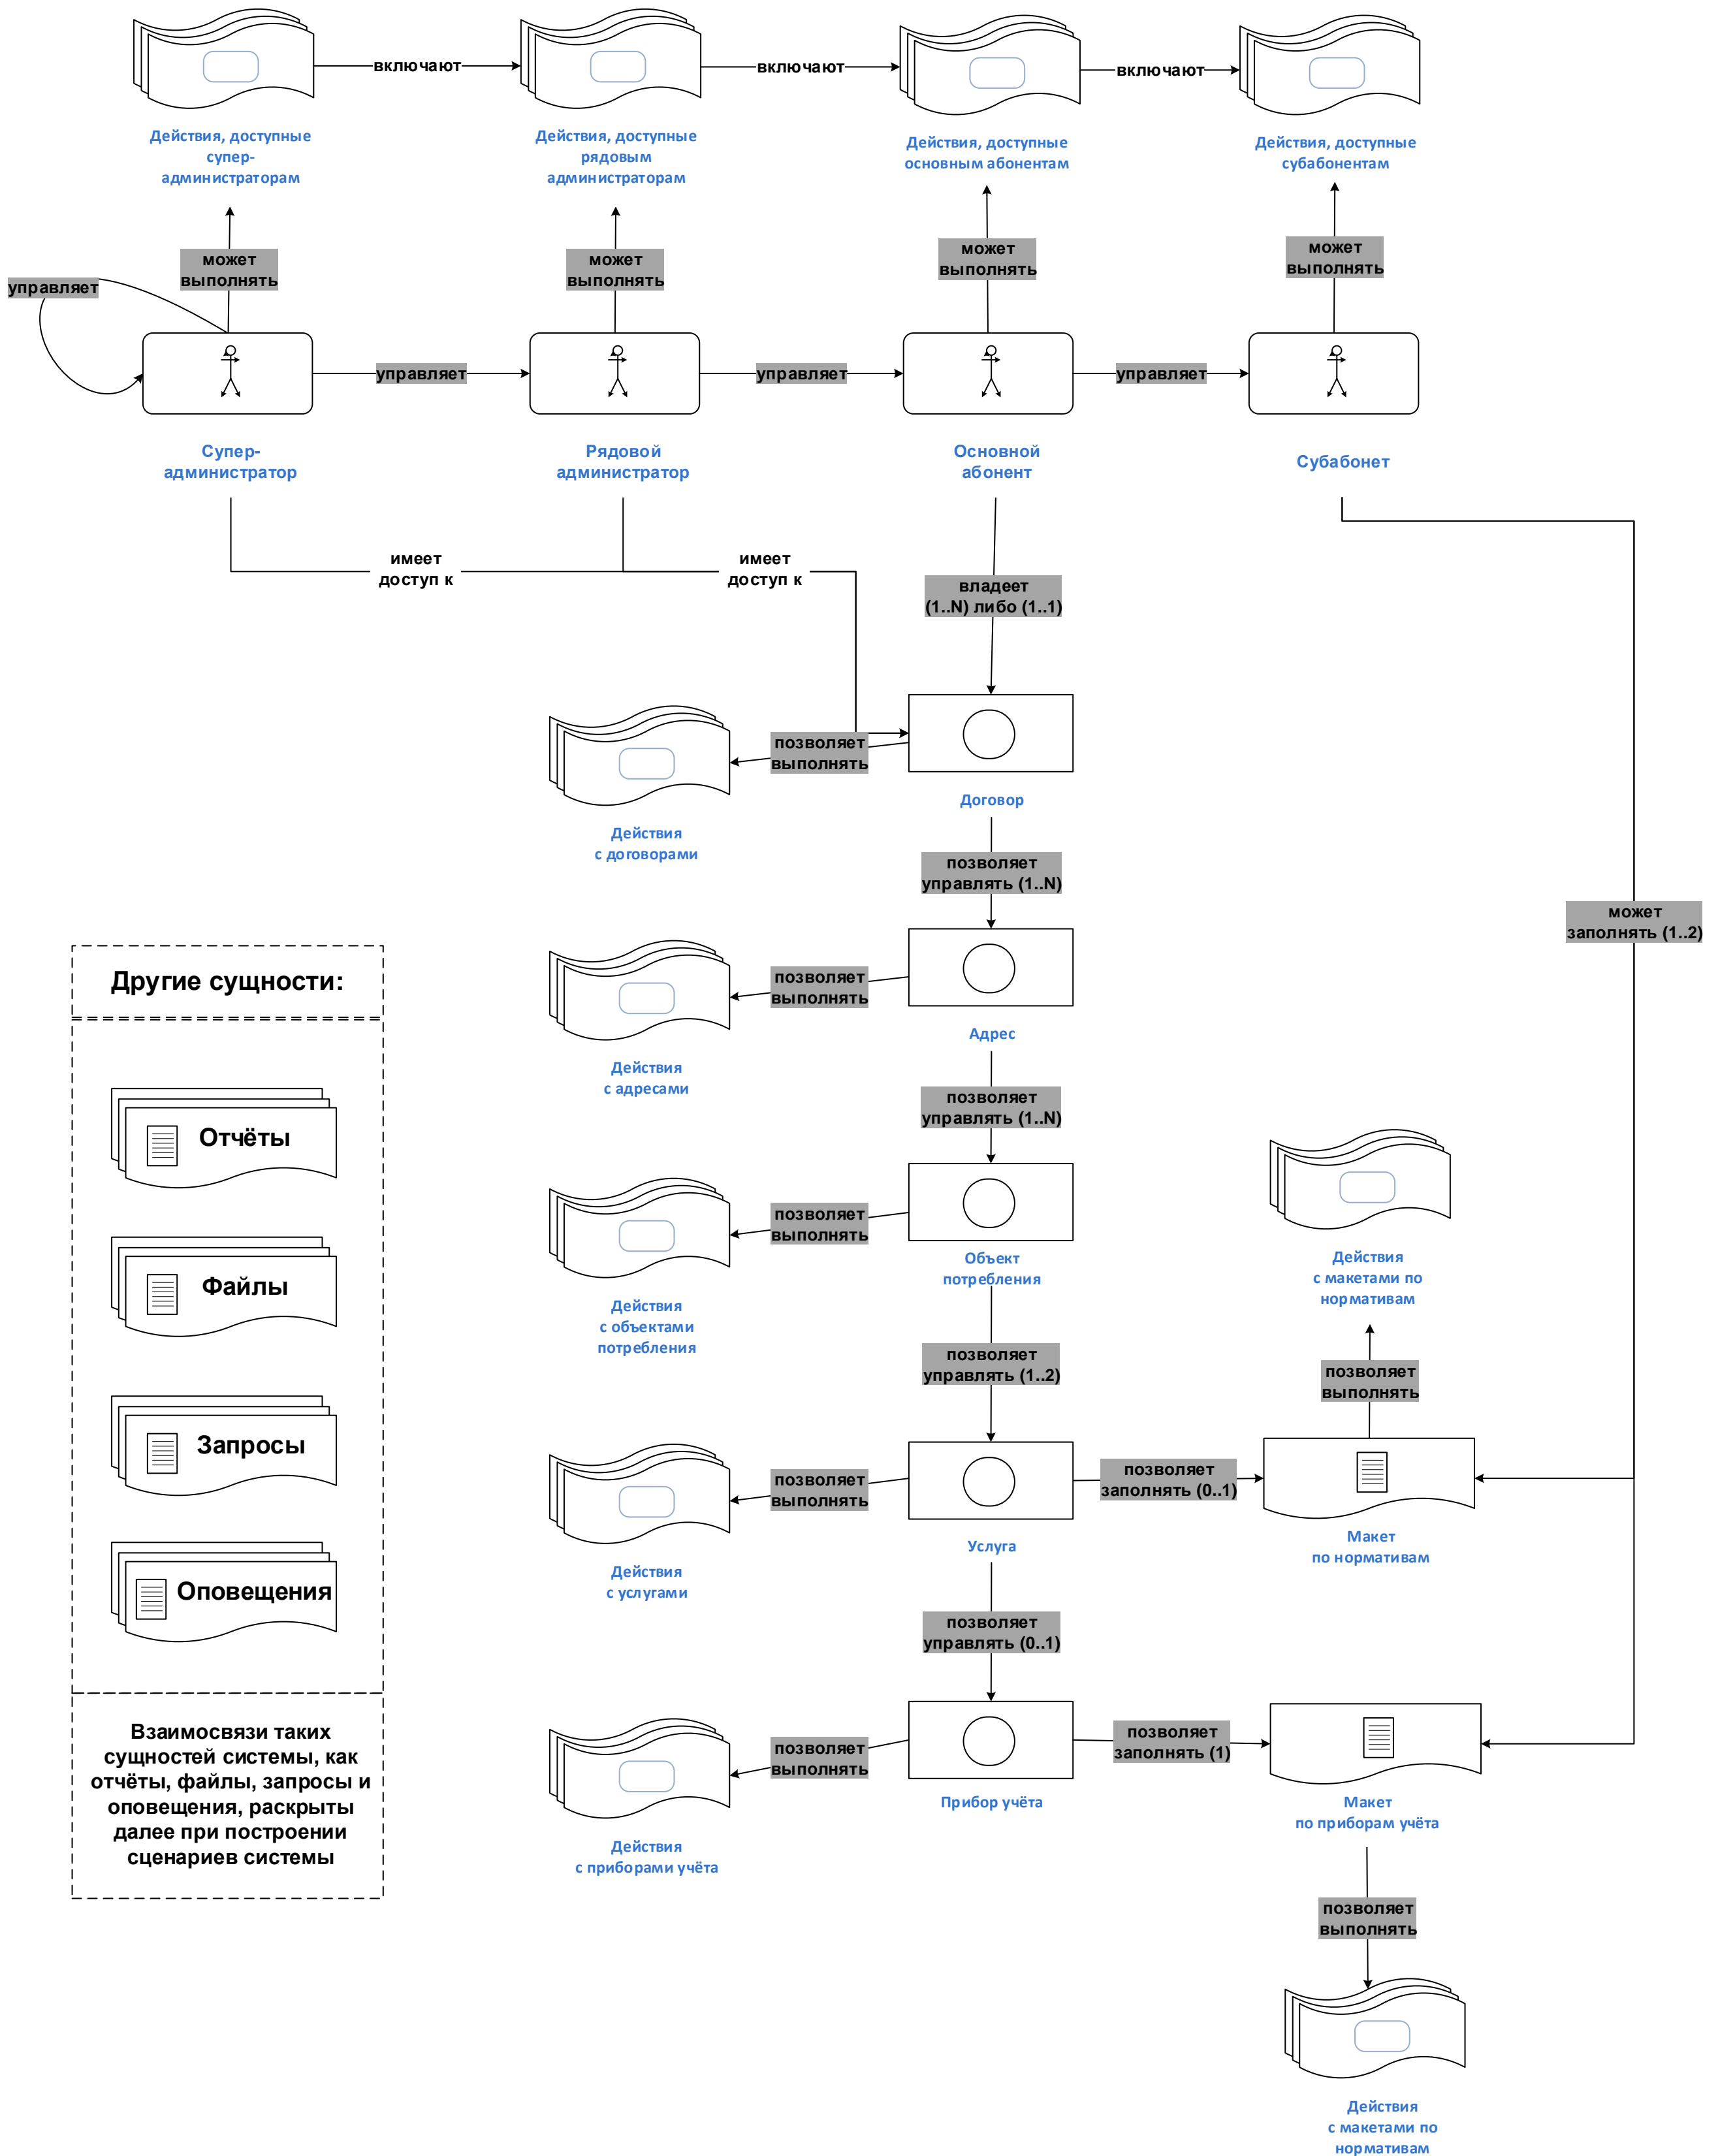 включают
включают
включают
Действия, доступные
супер-
администраторам
Действия, доступные
рядовым
администраторам
Действия, доступные
основным абонентам
Действия, доступные
субабонентам
может
выполнять
может
выполнять
может
выполнять
может
выполнять
управляет
управляет
управляет
управляет
Супер-
администратор
Рядовой
администратор
Основной
абонент
Субабонет
имеет
доступ к
имеет
доступ к
владеет
(1..N) либо (1..1)
позволяет
выполнять
Договор
Действия
с договорами
позволяет
управлять (1..N)
может
заполнять (1..2)
Другие сущности:
позволяет
выполнять
Адрес
Действия
с адресами
позволяет
управлять (1..N)
Отчёты
позволяет
выполнять
Объект
потребления
Действия
с макетами по
нормативам
Файлы
Действия
с объектами
потребления
позволяет
управлять (1..2)
позволяет
выполнять
Запросы
позволяет
выполнять
позволяет
заполнять (0..1)
Услуга
Макет
по нормативам
Действия
с услугами
Оповещения
позволяет
управлять (0..1)
Взаимосвязи таких
сущностей системы, как
отчёты, файлы, запросы и
оповещения, раскрыты
далее при построении
сценариев системы
позволяет
выполнять
позволяет
заполнять (1)
Прибор учёта
Макет
по приборам учёта
Действия
с приборами учёта
позволяет
выполнять
Действия
с макетами по
нормативам